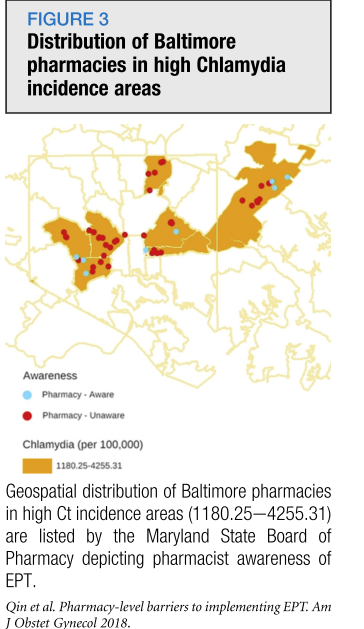 FIGURE 3
Distribution of Baltimore
pharmacies in high Chlamydia
incidence areas
Awareness
Pharmacy - Aware
Pharmacy - Unaware
Chlamydia (per 100,000)
1180.25-4255.31
Geospatial distribution of Baltimore pharmacies
in high Ct incidence areas (1180.25—4255.31)
are listed by the Maryland State Board of
Pharmacy depicting pharmacist awareness of
EPT.
Qin et al. Pharmacy-level barriers to implementing EPT. Am
J Obstet Gynecol 2018.